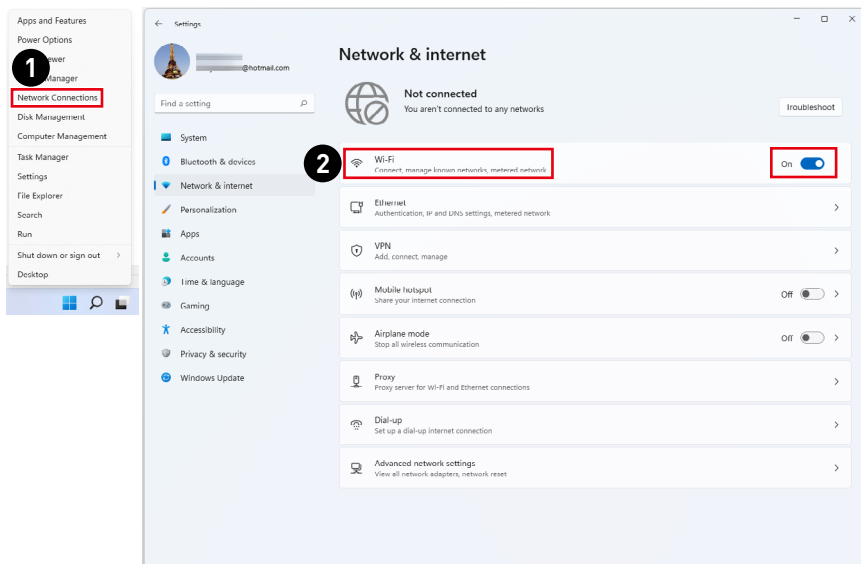 Apps and Features
Power Options
1
Network Connections
Disk Management
Computer Management
Task Manager
Settings
File Explorer
Search
Run
Shut down or sign out
Desktop
Settings
@hotmail.com
Find a setting
System
Bluetooth & devices
Network & internet
Personalization
Apps
Accounts
Time & language
Gaming
Accessibility
Privacy & security
Windows Update
Network & internet
Not connected
You aren't connected to any networks
Troubleshoot
2
Wi-Fi
Connect, manage known networks, metered network
On
Ethernet
Authentication, IP and DNS settings, metered network
VPN
Add, connect, manage
Mobile hotspot
Share your internet connection
Off
Airplane mode
Stop all wireless communication
Off
Proxy
Proxy server for Wi-Fi and Ethernet connections
Dial-up
Set up a dial-up internet connection
Advanced network settings
View all network adapters, network reset